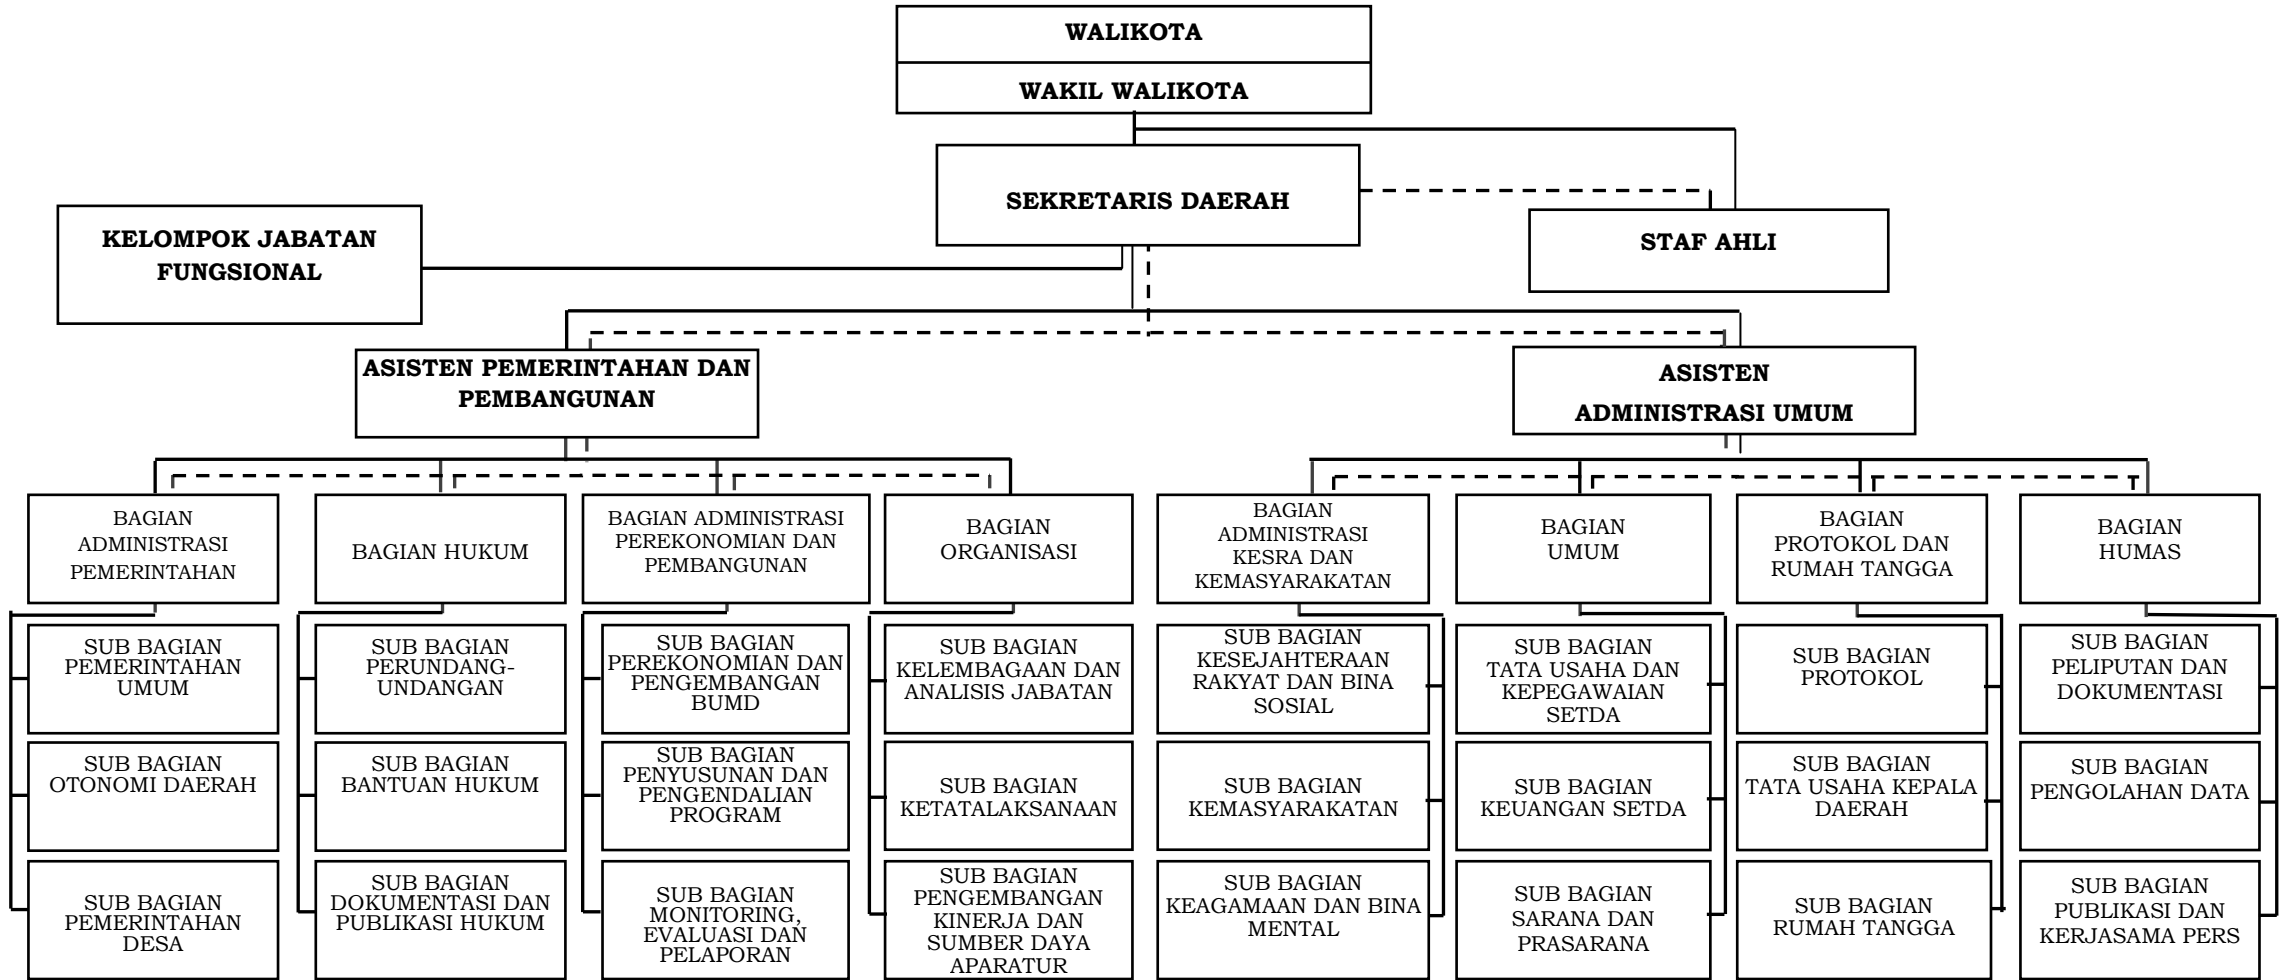 WALIKOTA
WAKIL WALIKOTA
SEKRETARIS DAERAH
KELOMPOK JABATAN
FUNGSIONAL
STAF AHLI
ASISTEN PEMERINTAHAN DAN
PEMBANGUNAN
ASISTEN
ADMINISTRASI UMUM
BAGIAN
ADMINISTRASI
PEMERINTAHAN
BAGIAN HUKUM
BAGIAN ADMINISTRASI
PEREKONOMIAN DAN
PEMBANGUNAN
BAGIAN
ORGANISASI
BAGIAN
ADMINISTRASI
KESRA DAN
KEMASYARAKATAN
BAGIAN
UMUM
BAGIAN
PROTOKOL DAN
RUMAH TANGGA
BAGIAN
HUMAS
SUB BAGIAN
PEMERINTAHAN
UMUM
SUB BAGIAN
PERUNDANG-
UNDANGAN
SUB BAGIAN
PEREKONOMIAN DAN
PENGEMBANGAN
BUMD
SUB BAGIAN
KELEMBAGAAN DAN
ANALISIS JABATAN
SUB BAGIAN
KESEJAHTERAAN
RAKYAT DAN BINA
SOSIAL
SUB BAGIAN
TATA USAHA DAN
KEPEGAWAIAN
SETDA
SUB BAGIAN
PROTOKOL
SUB BAGIAN
PELIPUTAN DAN
DOKUMENTASI
SUB BAGIAN
OTONOMI DAERAH
SUB BAGIAN
BANTUAN HUKUM
SUB BAGIAN
PENYUSUNAN DAN
PENGENDALIAN
PROGRAM
SUB BAGIAN
KETATALAKSANAAN
SUB BAGIAN
KEMASYARAKATAN
SUB BAGIAN
KEUANGAN SETDA
SUB BAGIAN
TATA USAHA KEPALA
DAERAH
SUB BAGIAN
PENGOLAHAN DATA
SUB BAGIAN
PEMERINTAHAN
DESA
SUB BAGIAN
DOKUMENTASI DAN
PUBLIKASI HUKUM
SUB BAGIAN
MONITORING,
EVALUASI DAN
PELAPORAN
SUB BAGIAN
PENGEMBANGAN
KINERJA DAN
SUMBER DAYA
APARATUR
SUB BAGIAN
KEAGAMAAN DAN BINA
MENTAL
SUB BAGIAN
SARANA DAN
PRASARANA
SUB BAGIAN
RUMAH TANGGA
SUB BAGIAN
PUBLIKASI DAN
KERJASAMA PERS